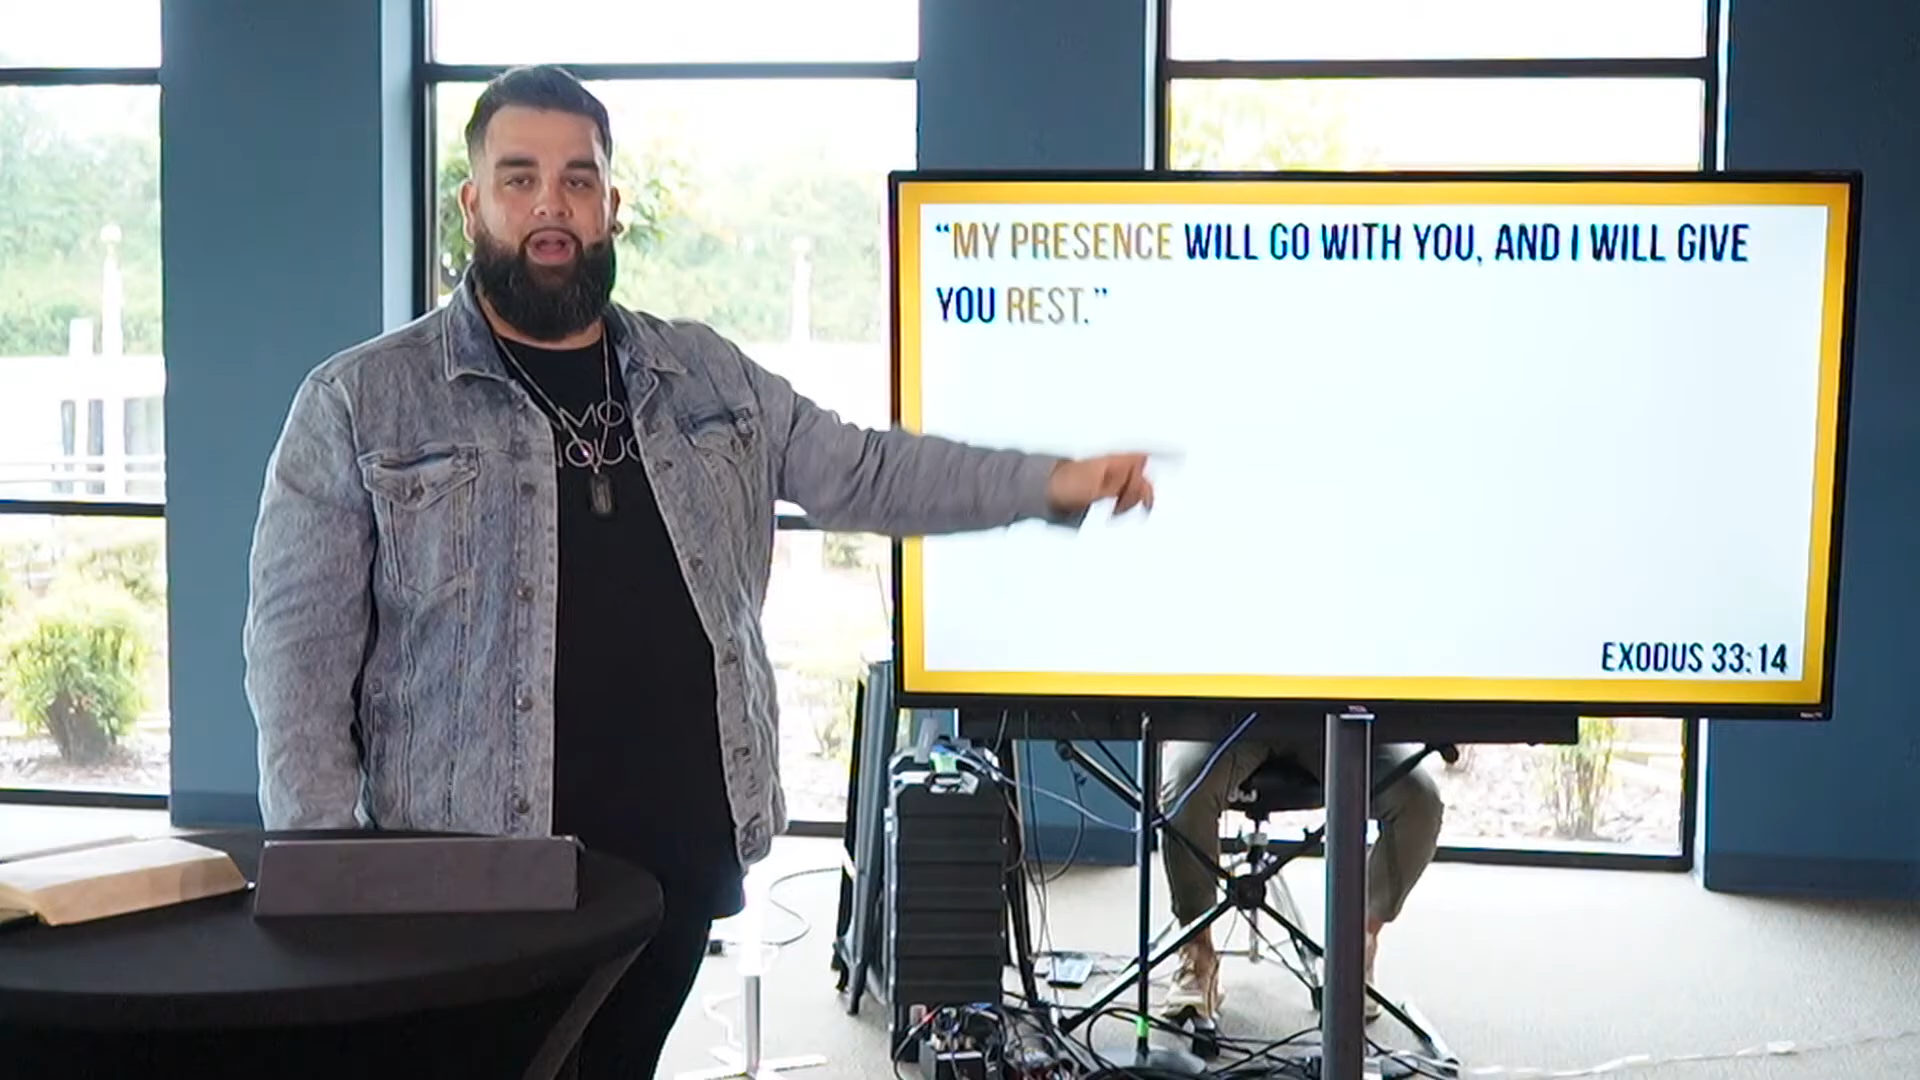 “MY PRESENCE WILL GO WITH YOU, AND I WILL GIVE
YOU REST.”
EXODUS 33:14